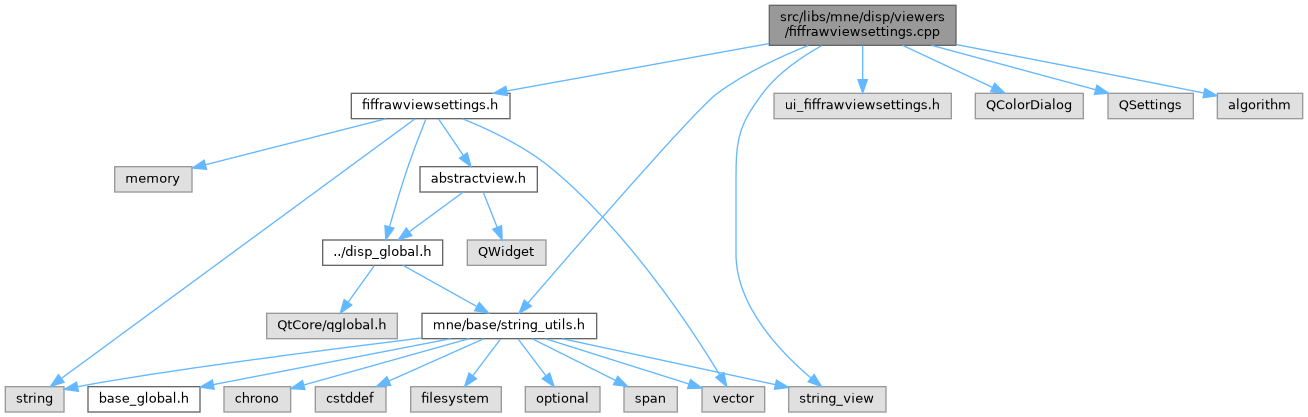 src/libs/mne/disp/viewers
/fiffrawviewsettings.cpp
fiffrawviewsettings.h
ui_fiffrawviewsettings.h
QColorDialog
QSettings
algorithm
memory
abstractview.h
../disp_global.h
QWidget
QtCore/qglobal.h
mne/base/string_utils.h
string
base_global.h
chrono
cstddef
filesystem
optional
span
vector
string_view